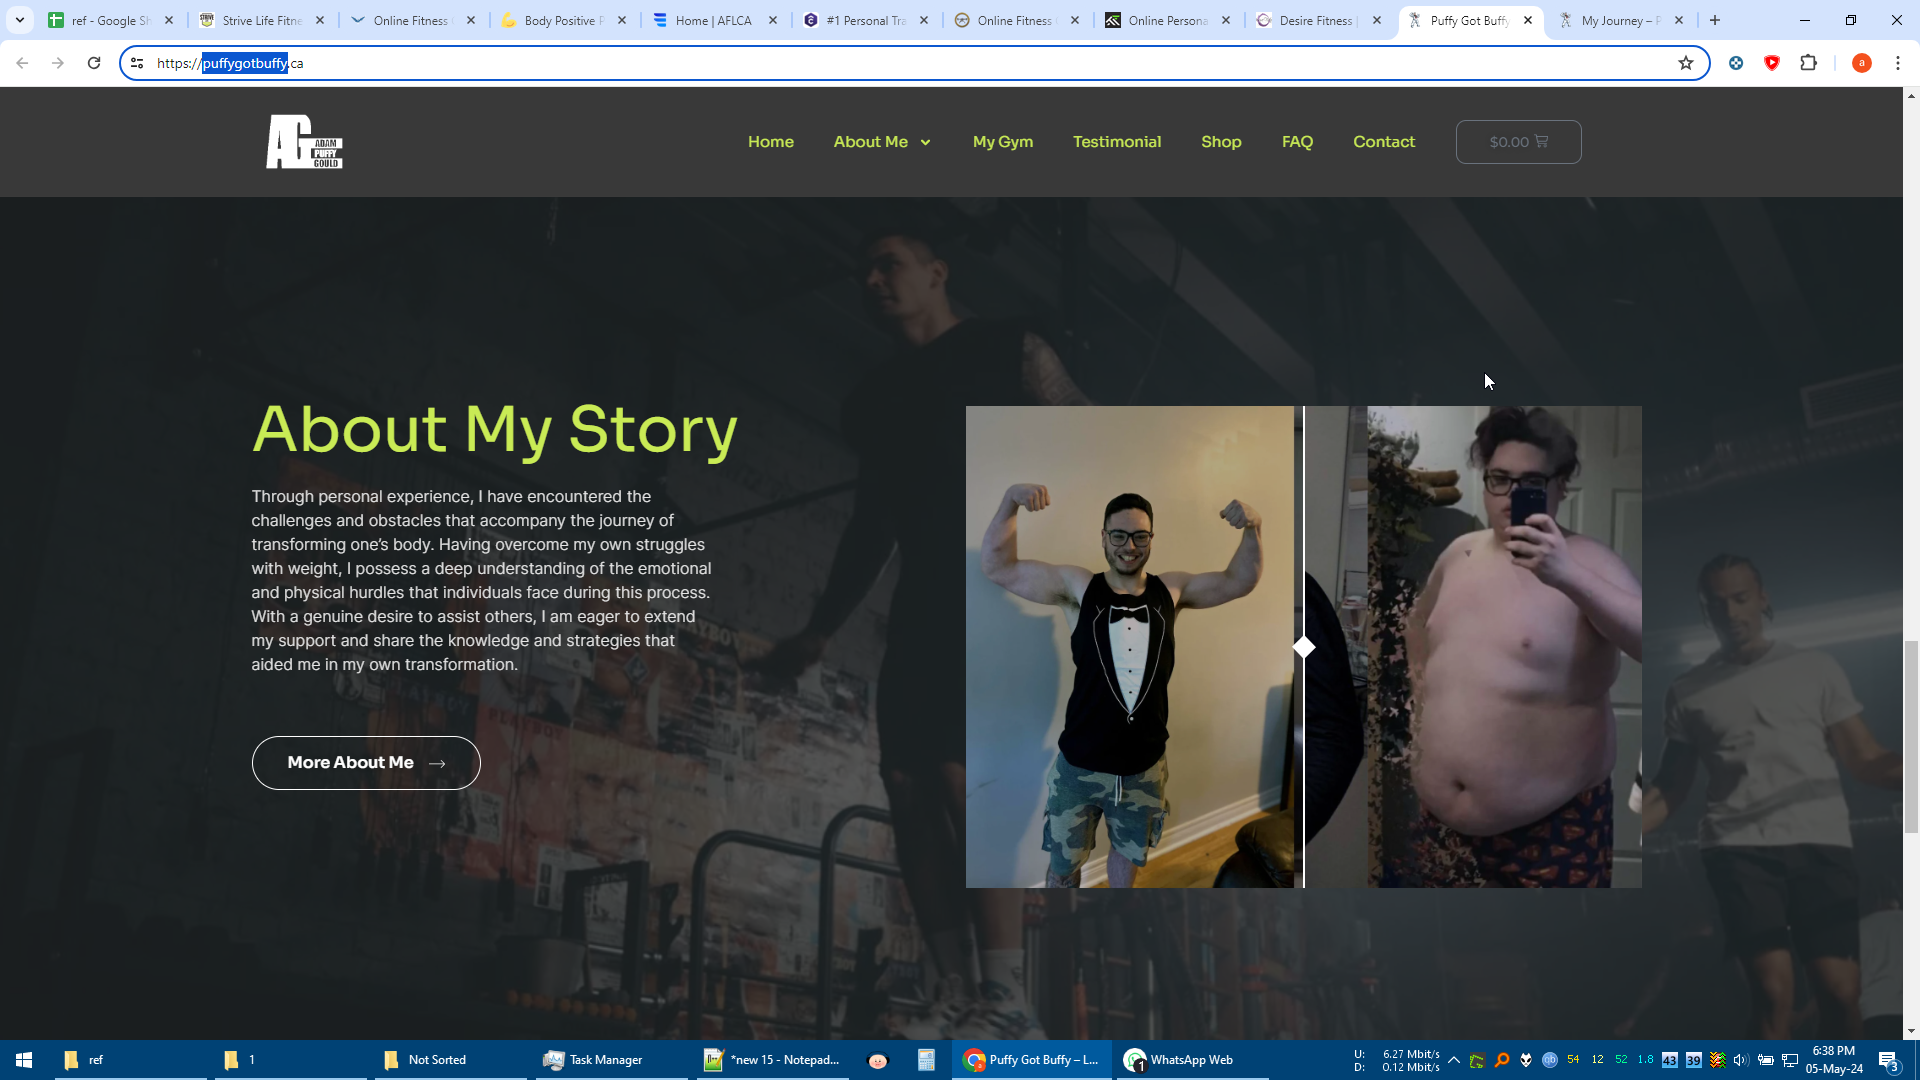 ref - Google Sh
Strive Life Fitne
Online Fitness
Body Positive P
Home | AFLCA
#1 Personal Tra
Online Fitness
Online Persona
Desire Fitness |
Puffy Got Buffy
My Journey – P
https://puffygotbuffy.ca
a
AG
ADAM
PUFFY
GOULD
Home
About Me
My Gym
Testimonial
Shop
FAQ
Contact
$0.00
About My Story
Through personal experience, I have encountered the
challenges and obstacles that accompany the journey of
transforming one’s body. Having overcome my own struggles
with weight, I possess a deep understanding of the emotional
and physical hurdles that individuals face during this process.
With a genuine desire to assist others, I am eager to extend
my support and share the knowledge and strategies that
aided me in my own transformation.
More About Me
ref
1
Not Sorted
Task Manager
*new 15 - Notepad...
Puffy Got Buffy – L...
1
WhatsApp Web
U: 6.27 Mbit/s
D: 0.12 Mbit/s
54
12
52
1.8
43
39
6:38 PM
05-May-24
3